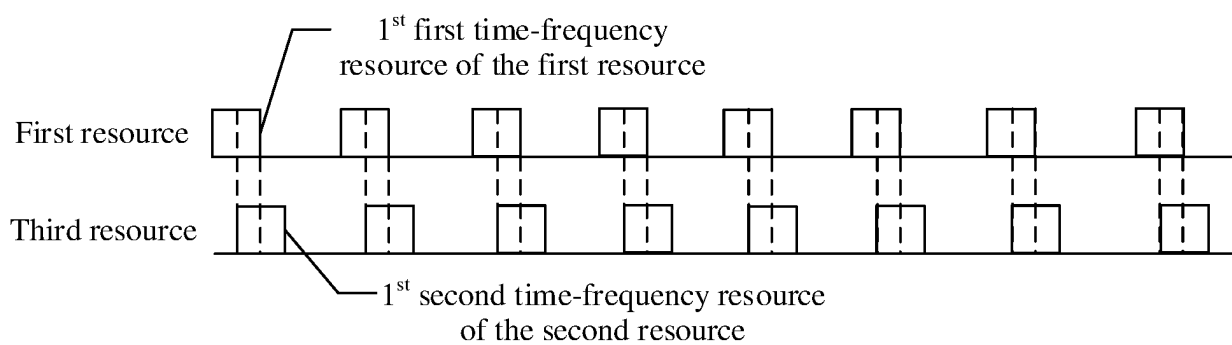 1st first time-frequency
resource of the first resource
First resource
Third resource
1st second time-frequency resource
of the second resource